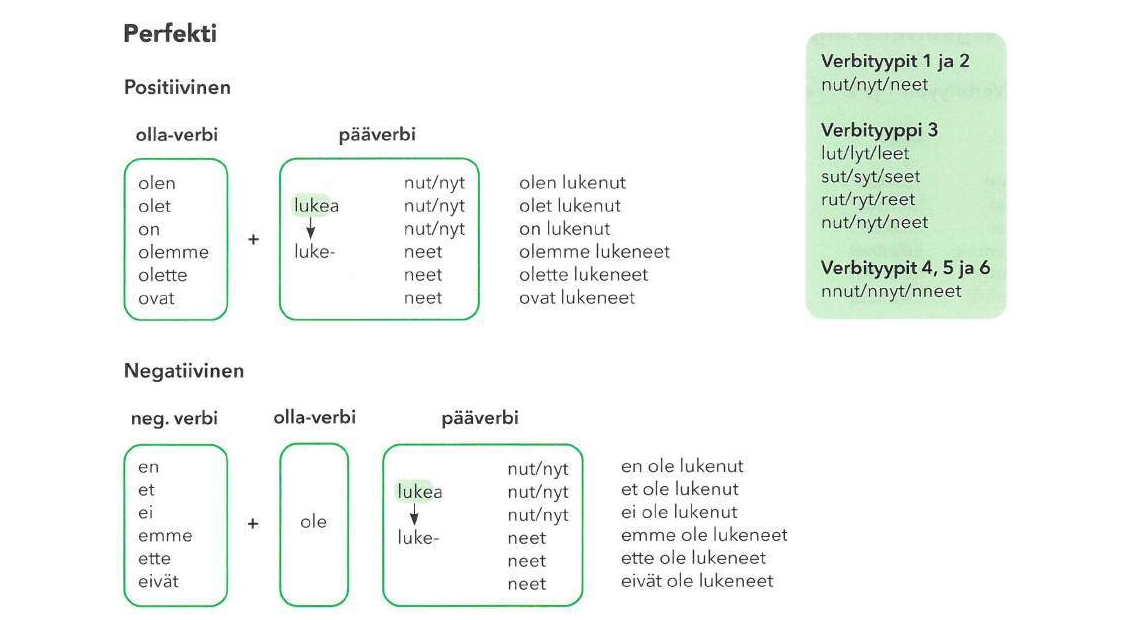 Perfekti
Positiivinen
olla-verbi pääverbi
olen nut/nyt olen lukenut
olet lukea nut/nyt olet lukenut
on nut/nyt on lukenut
+
olemme luke- neet olemme lukeneet
olette neet olette lukeneet
ovat neet ovat lukeneet
Verbityypit 1 ja 2
nut/nyt/neet
Verbityyppi 3
lut/lyt/leet
sut/syt/seet
rut/ryt/reet
nut/nyt/neet
Verbityypit 4, 5 ja 6
nnut/nnyt/nneet
Negatiivinen
neg. verbi olla-verbi pääverbi
en nut/nyt en ole lukenut
et lukea nut/nyt et ole lukenut
ei nut/nyt ei ole lukenut
+ ole
emme luke- neet emme ole lukeneet
ette neet ette ole lukeneet
eivät neet eivät ole lukeneet